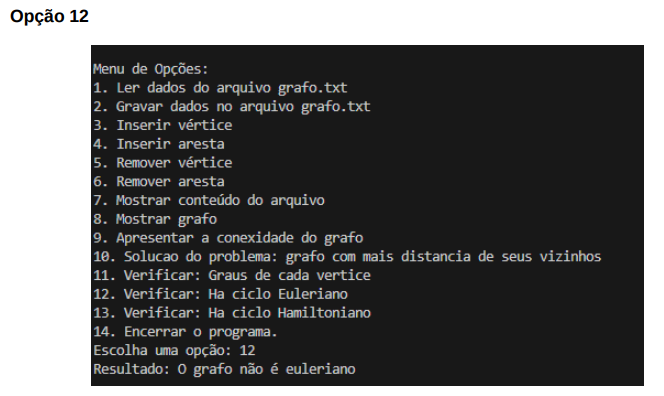 Opção 12
Menu de Opções:
1. Ler dados do arquivo grafo.txt
2. Gravar dados no arquivo grafo.txt
3. Inserir vértice
4. Inserir aresta
5. Remover vértice
6. Remover aresta
7. Mostrar conteúdo do arquivo
8. Mostrar grafo
9. Apresentar a conexidade do grafo
10. Solucao do problema: grafo com mais distancia de seus vizinhos
11. Verificar: Graus de cada vertice
12. Verificar: Ha ciclo Euleriano
13. Verificar: Ha ciclo Hamiltoniano
14. Encerrar o programa.
Escolha uma opção: 12
Resultado: O grafo não é euleriano